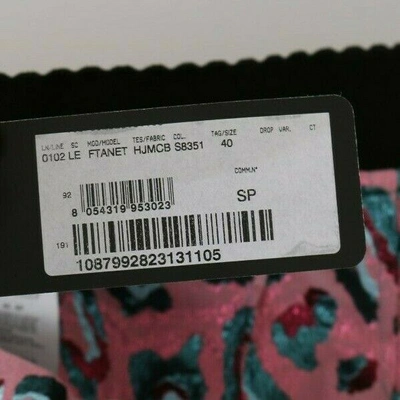 LN/LINE SC MOD/MODEL TES/FABRIC COL. TAG/SIZE DROP VAR. CT
0102 LE FTANET HJMCB S8351 40
COMM.N°
92
SP
8 054319 953023
191
1087992823131105